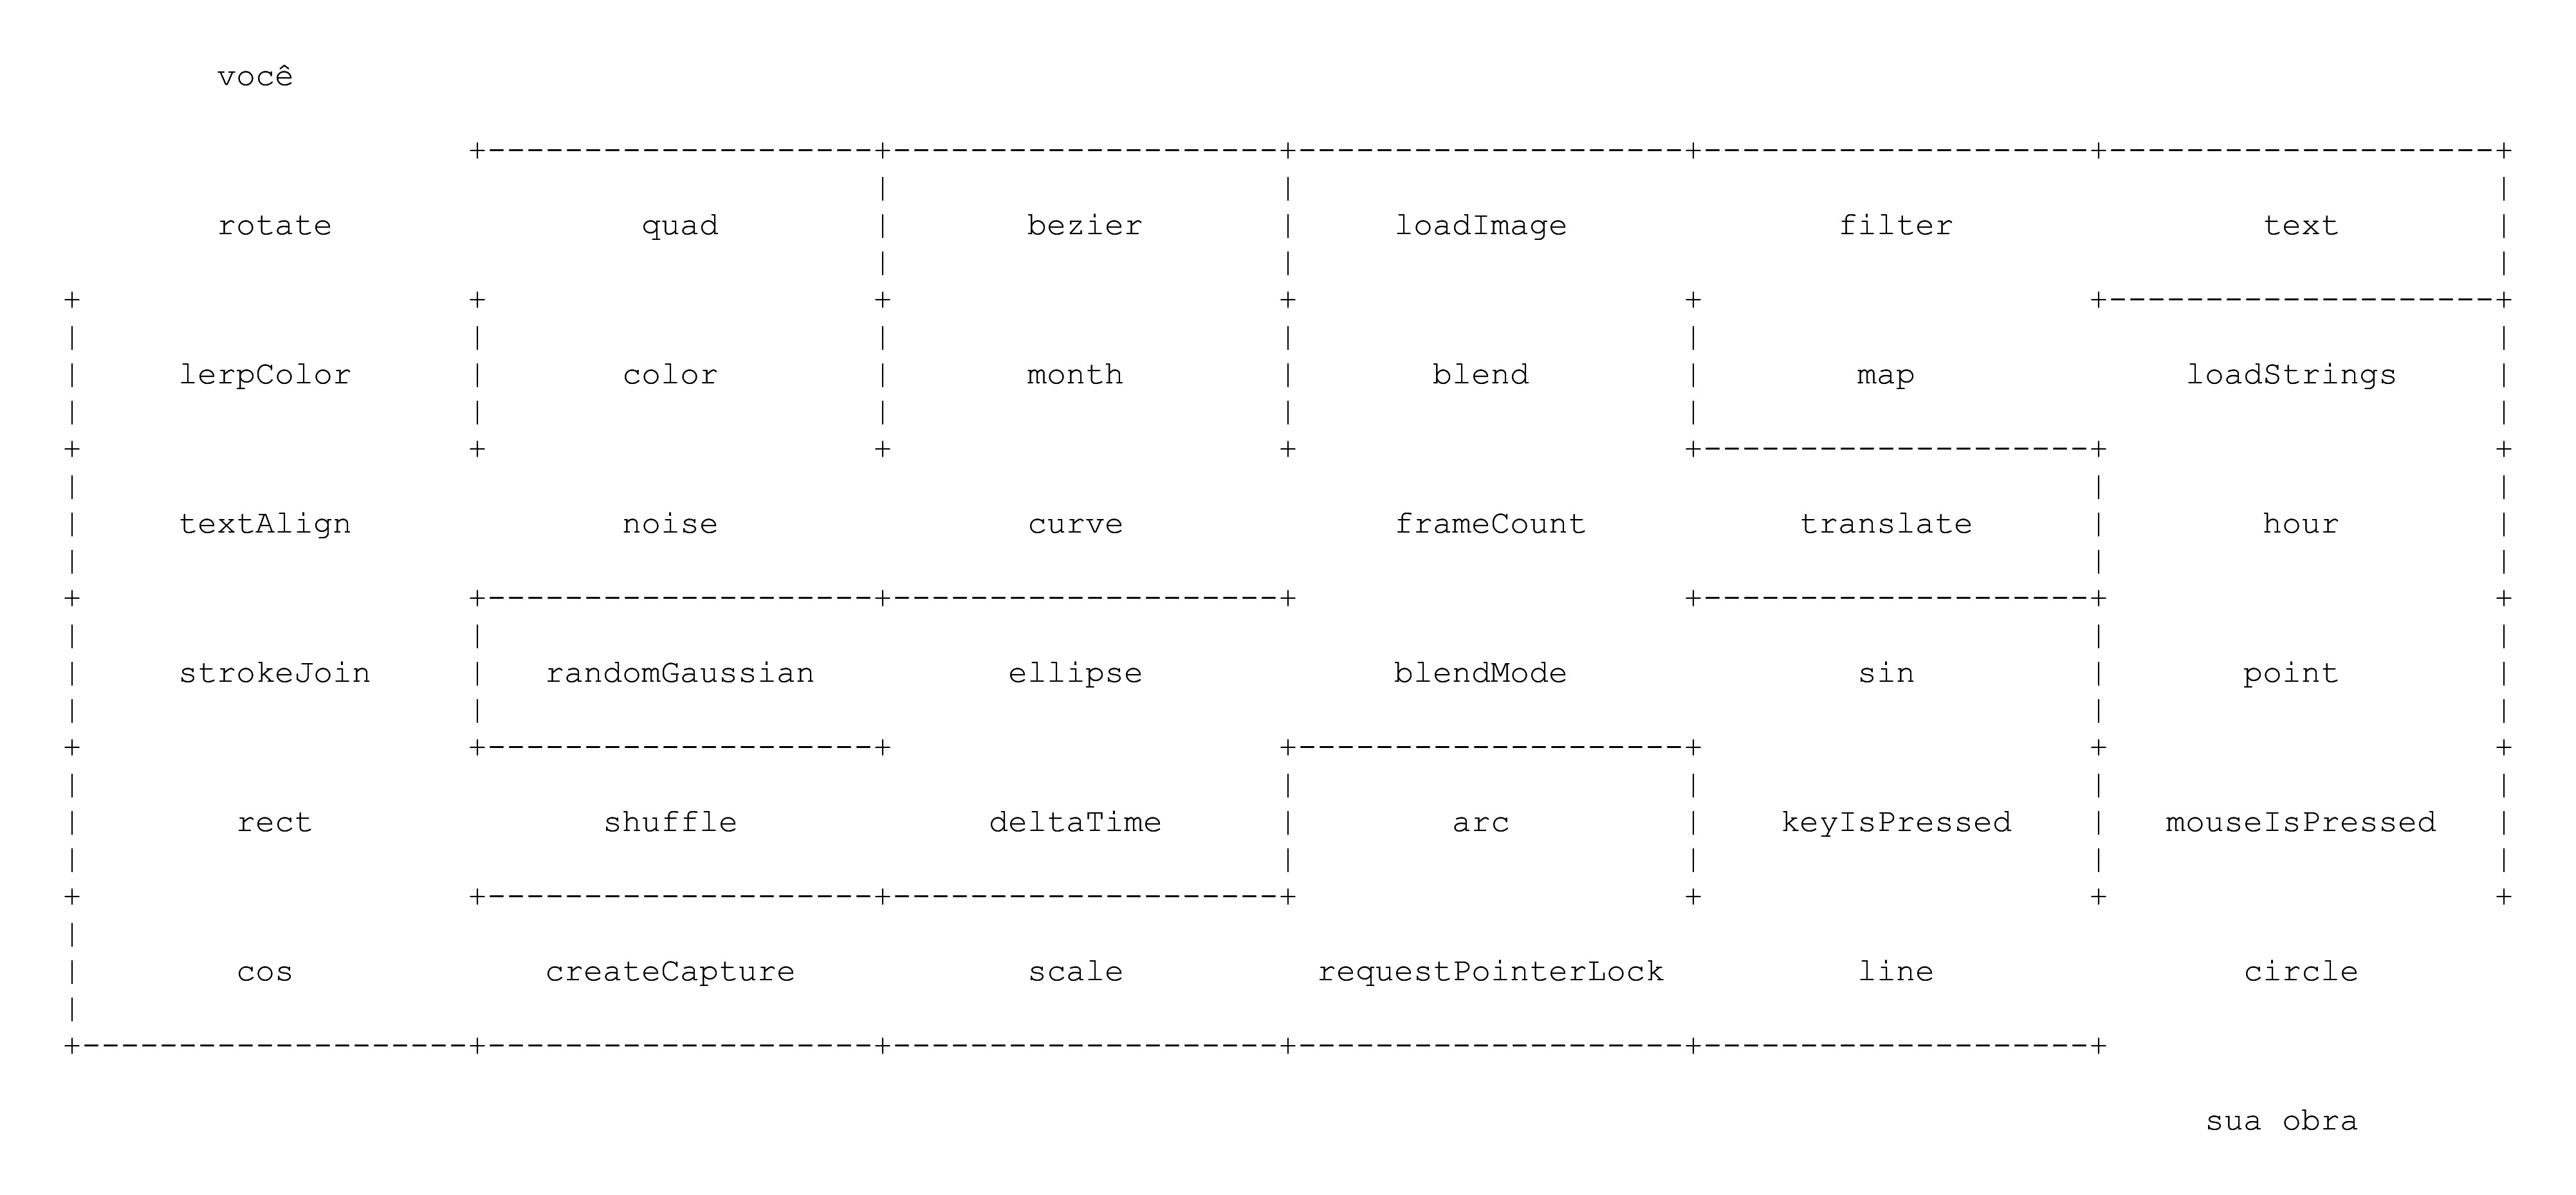 você
rotate quad bezier loadImage filter text
lerpColor color month blend map loadStrings
textAlign noise curve frameCount translate hour
strokeJoin randomGaussian ellipse blendMode sin point
rect shuffle deltaTime arc keyIsPressed mouseIsPressed
cos createCapture scale requestPointerLock line circle
sua obra